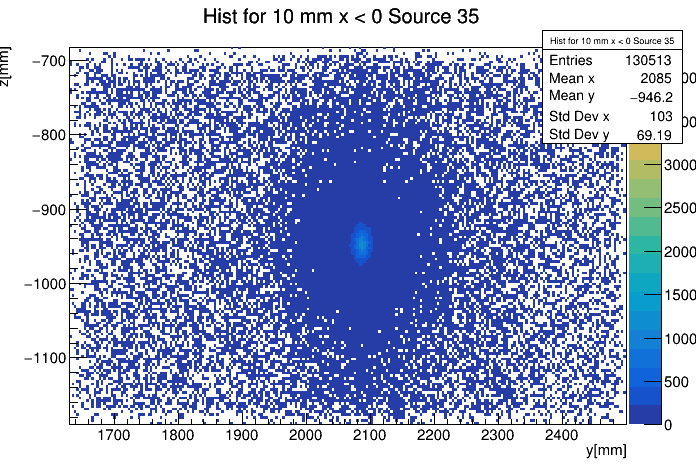 Hist for 10 mm x < 0 Source 35
Hist for 10 mm x < 0 Source 35
Entries 130513
Mean x 2085
Mean y −946.2
Std Dev x 103
Std Dev y 69.19
z[mm]
−700
−800
−900
−1000
−1100
1700 1800 1900 2000 2100 2200 2300 2400
y[mm]
3000
2500
2000
1500
1000
500
0